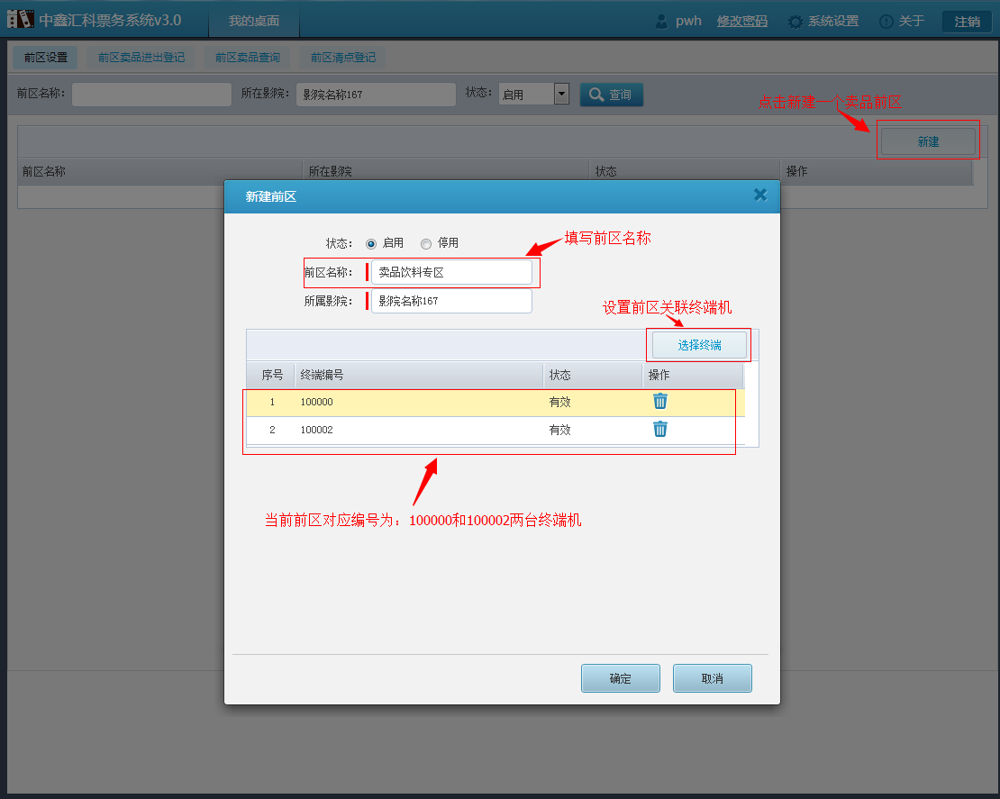 中鑫汇科票务系统v3.0 我的桌面 pwh 修改密码 系统设置 关于 注销
前区设置 前区卖品进出登记 前区卖品查询 前区清点登记
前区名称： 所在影院： 影院名称167 状态： 启用 查询
点击新建一个卖品前区
新建
前区名称 所在影院 状态 操作
新建前区
状态： 启用 停用
填写前区名称
前区名称： 卖品饮料专区
所属影院： 影院名称167
设置前区关联终端机
选择终端
序号 终端编号 状态 操作
1 100000 有效
2 100002 有效
当前前区对应编号为：100000和100002两台终端机
确定 取消